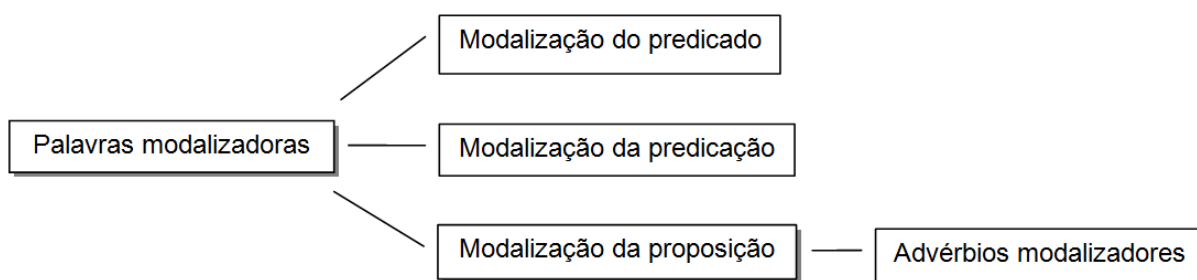 Modalização do predicado
Palavras modalizadoras
Modalização da predicação
Modalização da proposição
Advérbios modalizadores